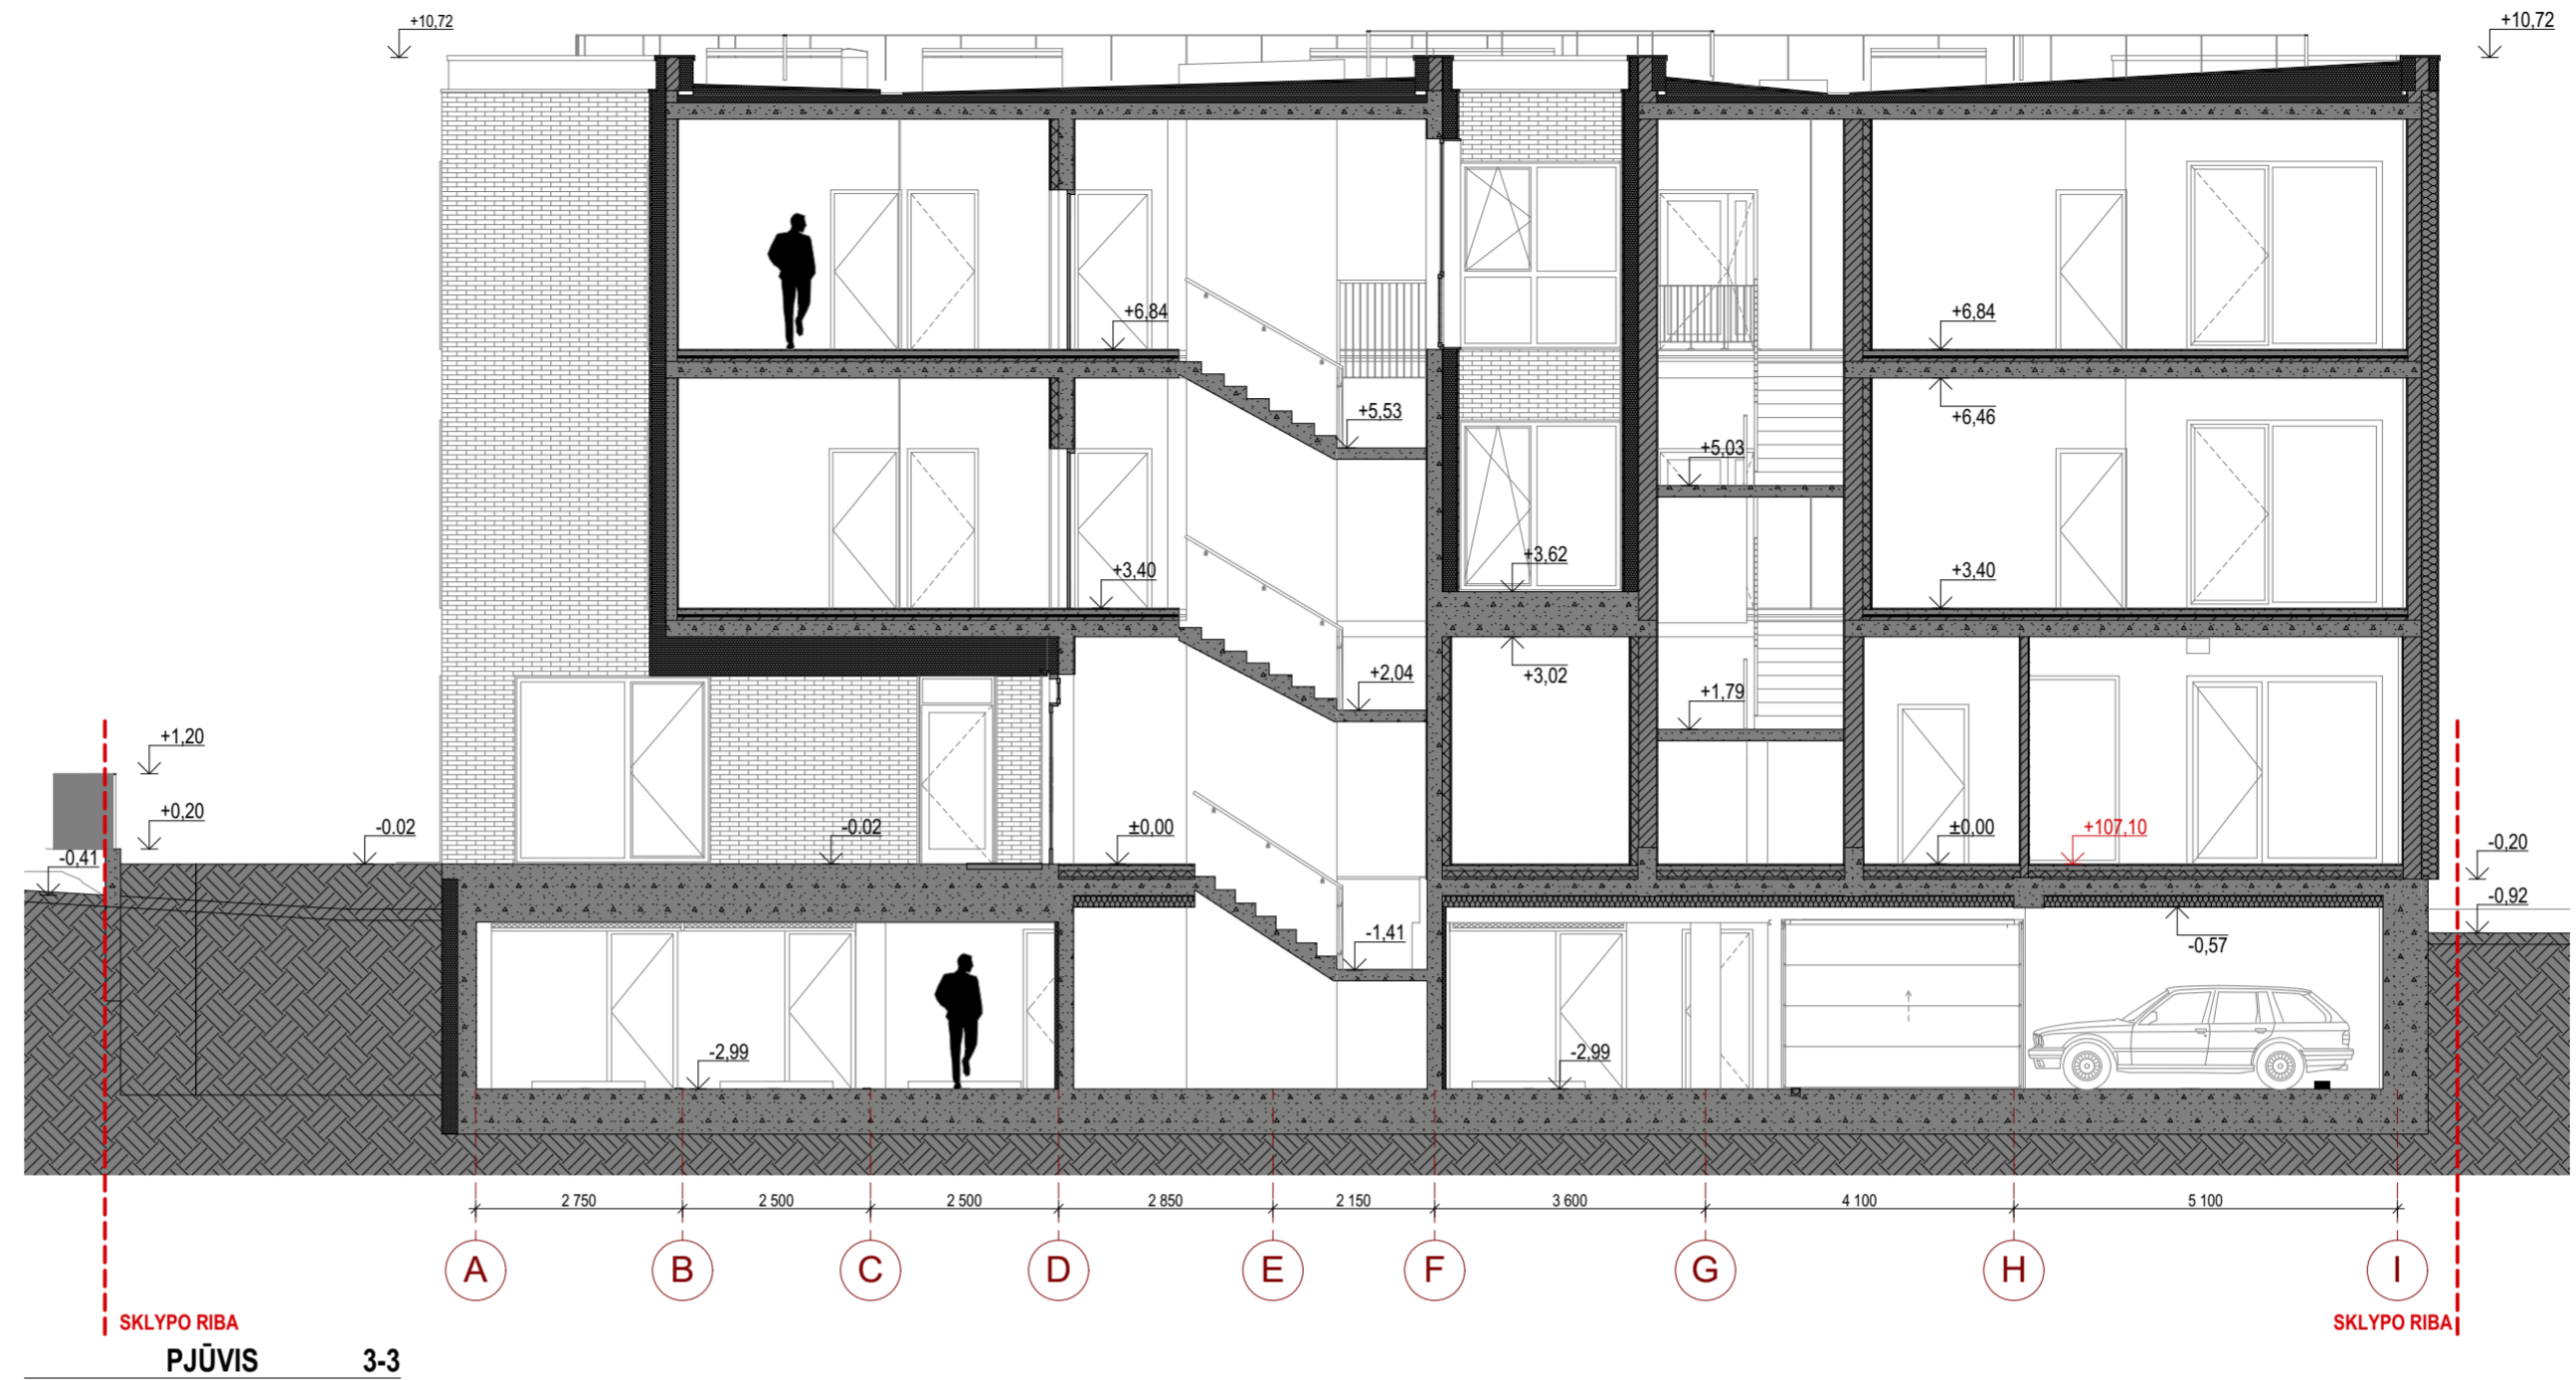 +10,72
+10,72
+6,84
+6,84
+5,53
+6,46
+5,03
+3,62
+3,40
+3,40
+3,02
+2,04
+1,79
+1,20
+0,20
-0.02
-0.02
±0,00
±0,00
+107,10
-0,20
-0,41
-0,92
-1,41
-0,57
-2,99
-2,99
2 750
2 500
2 500
2 850
2 150
3 600
4 100
5 100
A
B
C
D
E
F
G
H
I
SKLYPO RIBA
SKLYPO RIBA
PJŪVIS 3-3